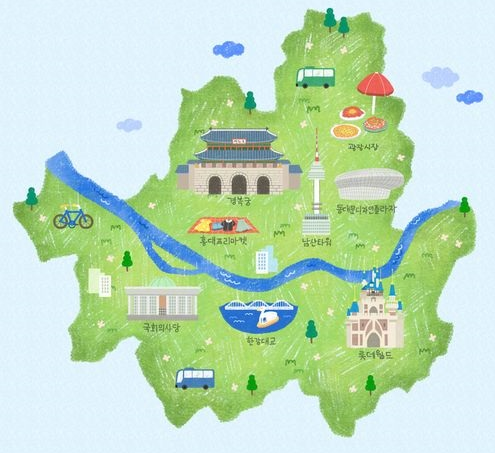 광장시장
경복궁
동대문디자인플라자
홍대프리마켓
남산타워
국회의사당
한강대교
롯데월드